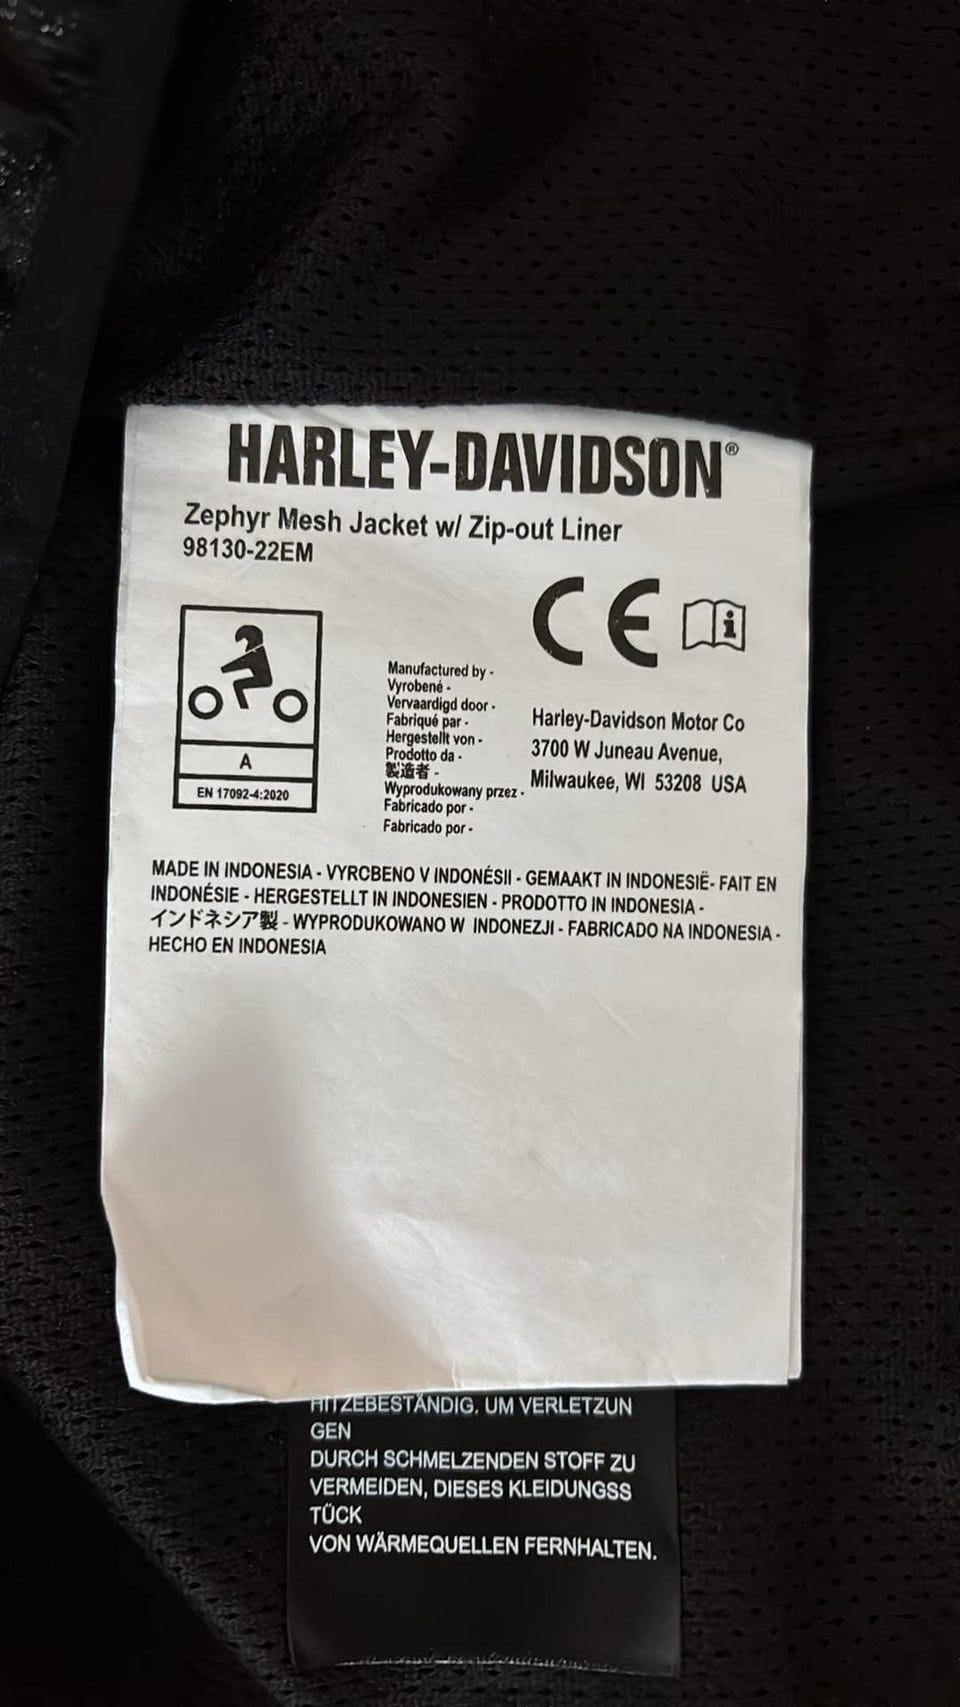 HARLEY-DAVIDSON®
Zephyr Mesh Jacket w/ Zip-out Liner
98130-22EM
CE
A
EN 17092-4:2020
Manufactured by -
Vyrobené -
Vervaardigd door -
Fabriqué par -
Hergestellt von -
Prodotto da -
製造者 -
Wyprodukowany przez -
Fabricado por -
Fabricado por -
Harley-Davidson Motor Co
3700 W Juneau Avenue,
Milwaukee, WI 53208 USA
MADE IN INDONESIA - VYRCBENO V INDONÉSII - GEMAAKT IN INDONESIË- FAIT EN
INDONÉSIE - HERGESTELLT IN INDONESIEN - PRODOTTO IN INDONESIA -
インドネシア製 - WYPRODUKOWANO W INDONEZJI - FABRICADO NA INDONESIA -
HECHO EN INDONESIA
HITZEBESTÄNDIG. UM VERLETZUN
GEN
DURCH SCHMELZENDEN STOFF ZU
VERMEIDEN, DIESES KLEIDUNGSS
TÜCK
VON WÄRMEQUELLEN FERNHALTEN.